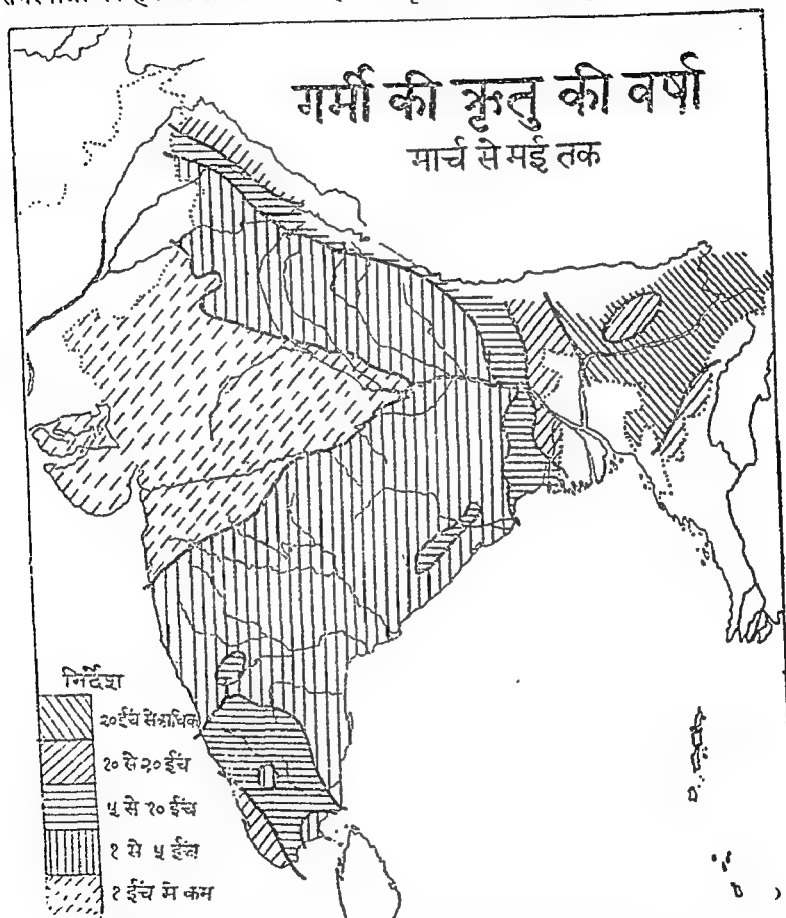 गर्मी की ऋतु की वर्षा
मार्च से मई तक
निर्देश
२० ईंच से अधिक
१० से २० ईंच
५ से १० ईंच
१ से ५ ईंच
१ ईंच से कम